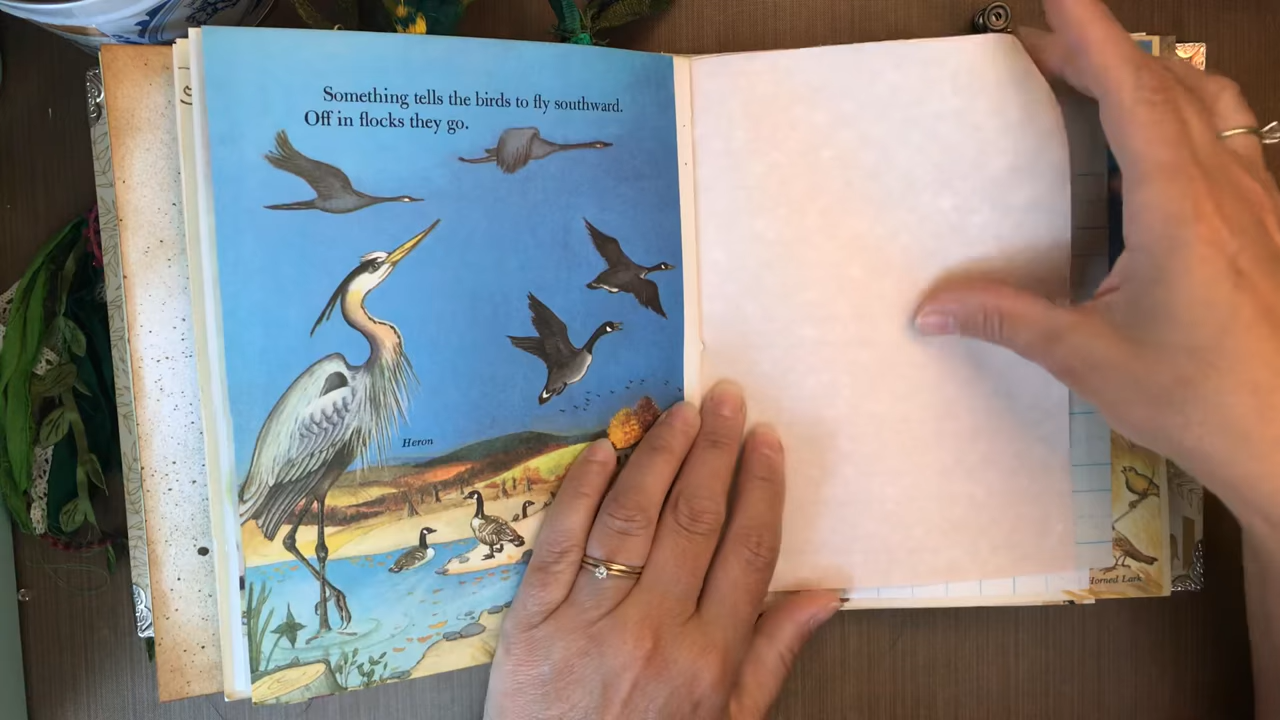 Something tells the birds to fly southward.
Off in flocks they go.
Heron
Horned Lark